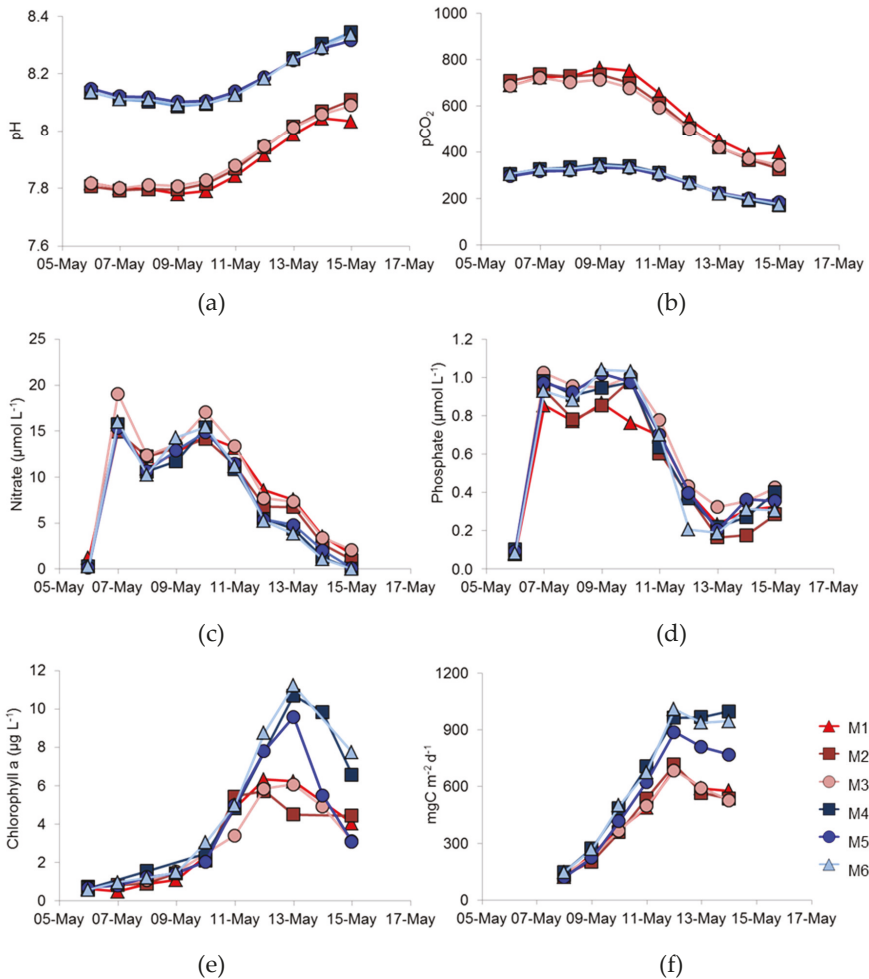 8.4
8.2
8
7.8
7.6
pH
05-May 07-May 09-May 11-May 13-May 15-May 17-May
(a)
1000
800
600
400
200
0
pCO₂
05-May 07-May 09-May 11-May 13-May 15-May 17-May
(b)
25
20
15
10
5
0
Nitrate (µmol L⁻¹)
05-May 07-May 09-May 11-May 13-May 15-May 17-May
(c)
1.2
1.0
0.8
0.6
0.4
0.2
0.0
Phosphate (µmol L⁻¹)
05-May 07-May 09-May 11-May 13-May 15-May 17-May
(d)
12
10
8
6
4
2
0
Chlorophyll a (µg L⁻¹)
05-May 07-May 09-May 11-May 13-May 15-May 17-May
(e)
1200
900
600
300
0
mgC m⁻² d⁻¹
05-May 07-May 09-May 11-May 13-May 15-May 17-May
(f)
M1
M2
M3
M4
M5
M6